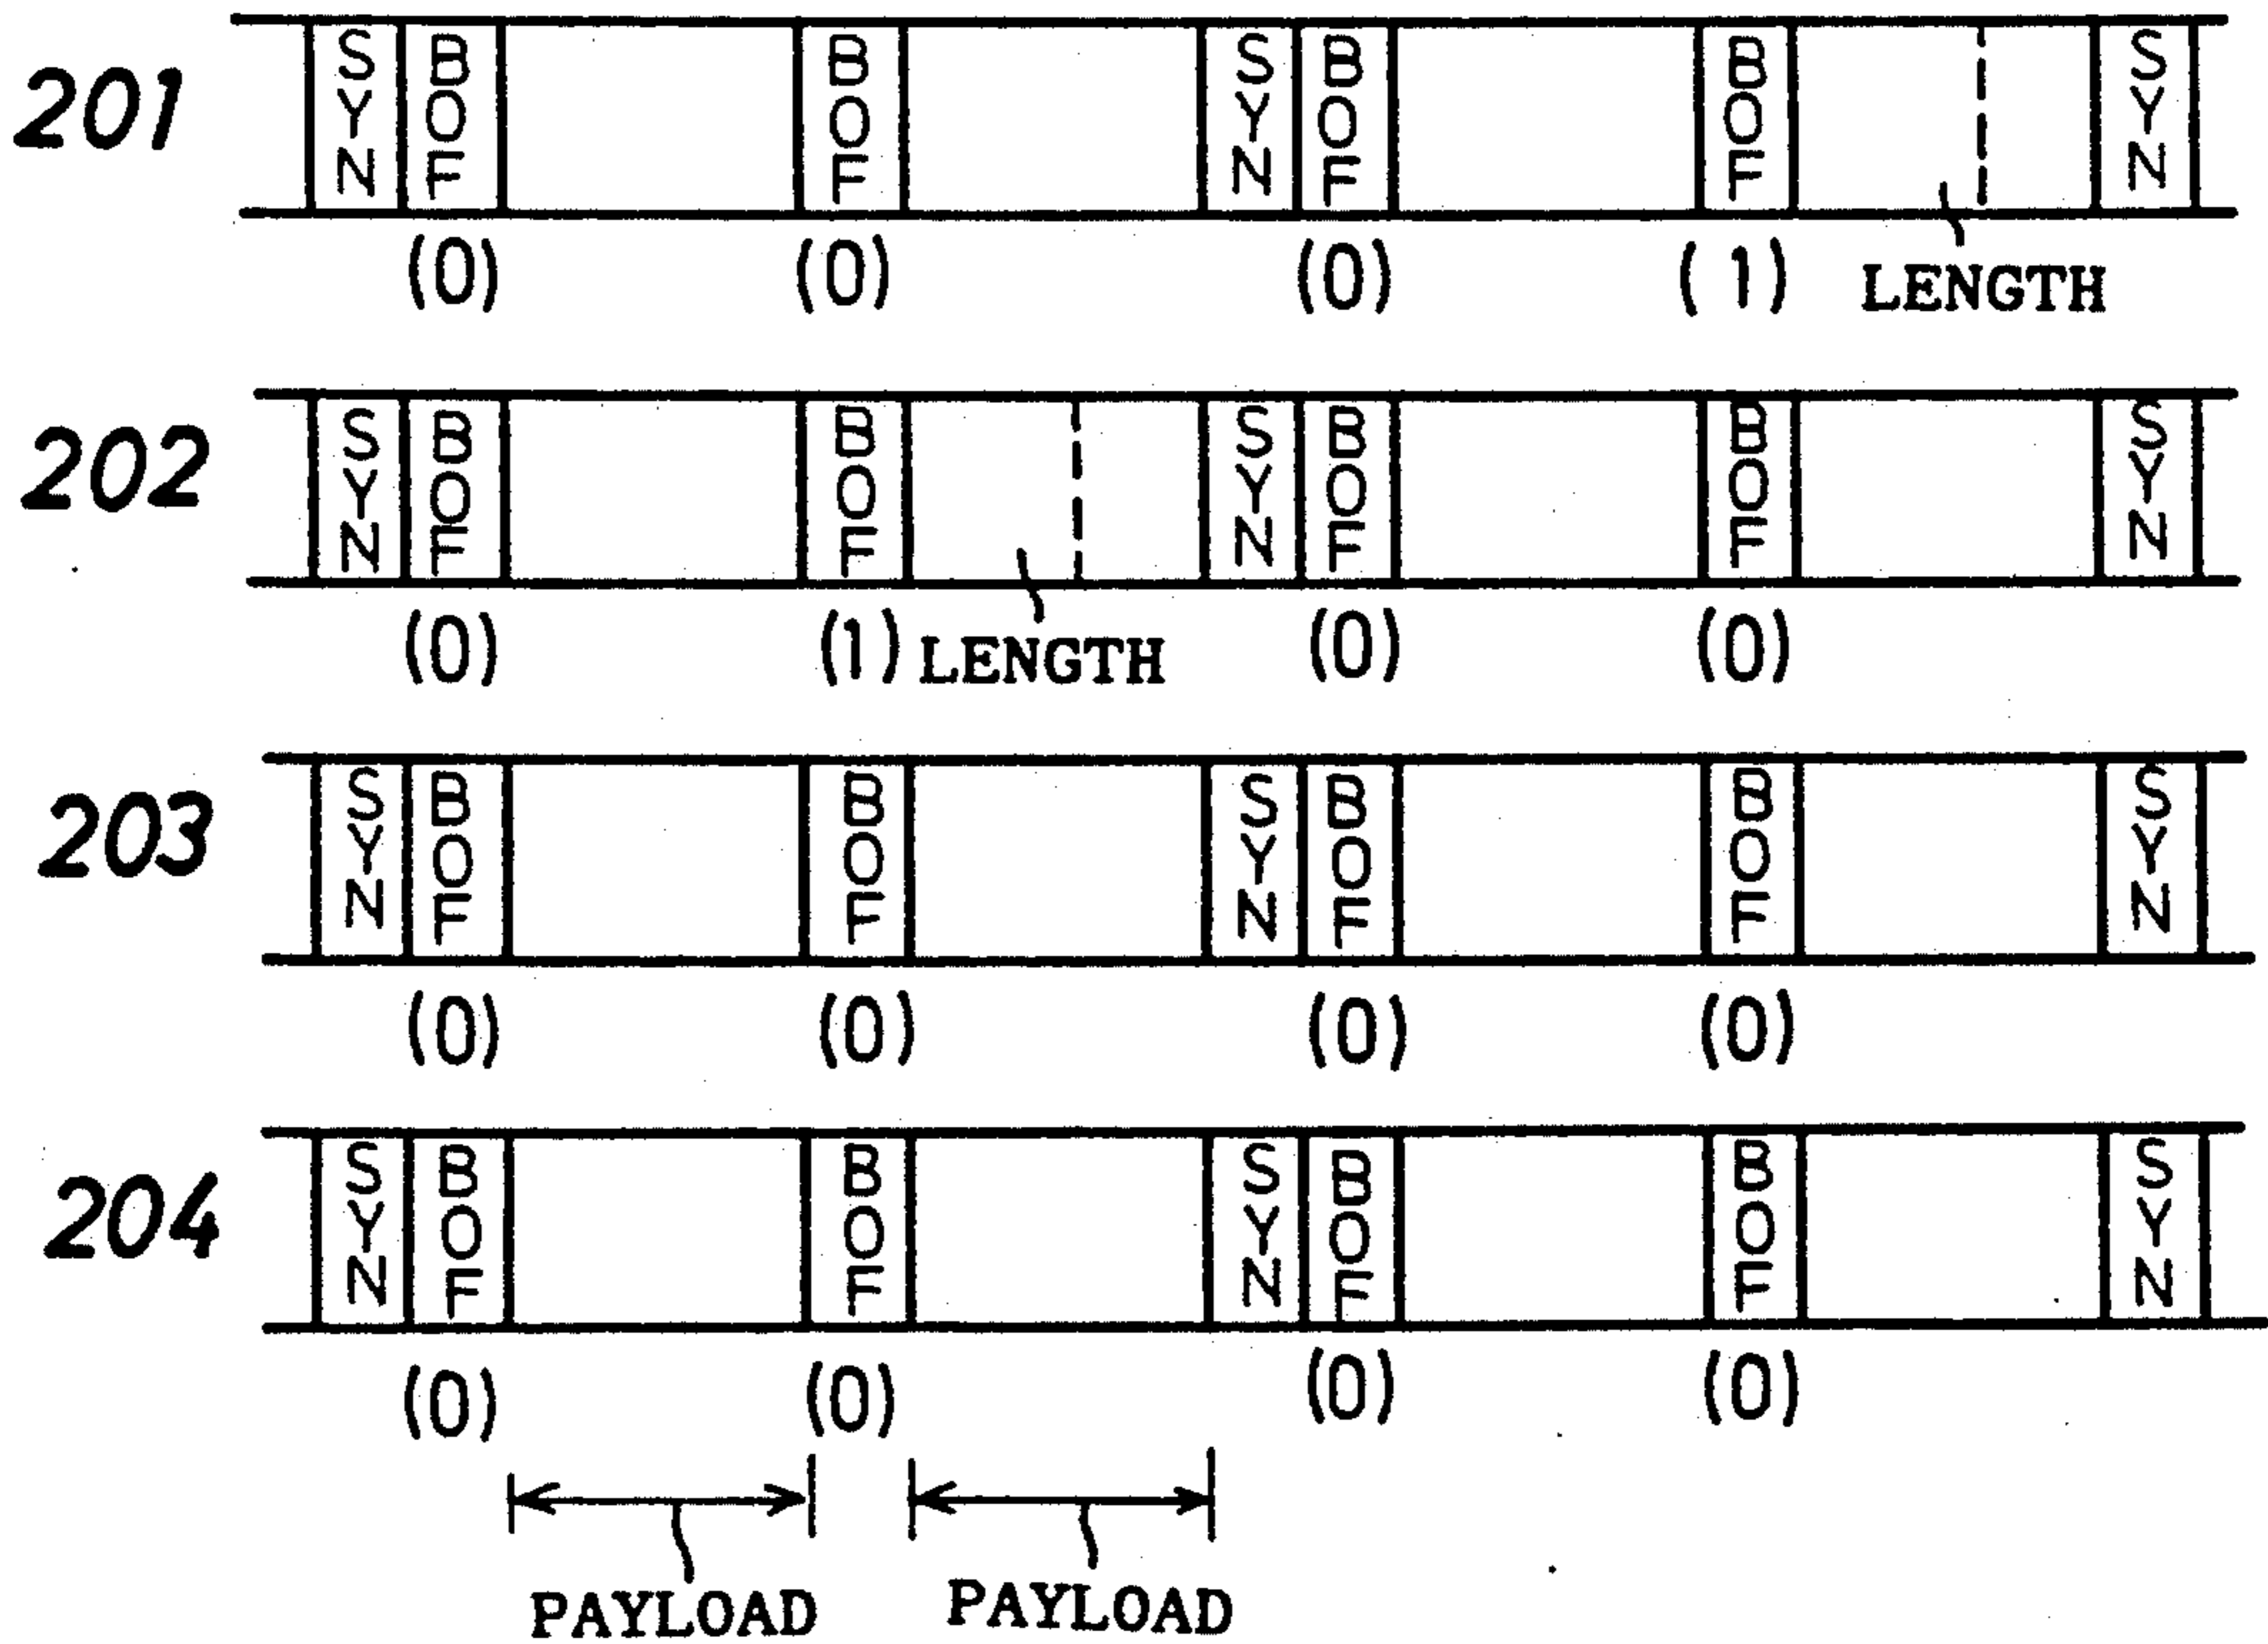 201 SYN BOF BOF SYN BOF BOF SYN
(0) (0) (0) (1) LENGTH
202 SYN BOF BOF SYN BOF BOF SYN
(0) (1) LENGTH (0) (0)
203 SYN BOF BOF SYN BOF BOF SYN
(0) (0) (0) (0)
204 SYN BOF BOF SYN BOF BOF SYN
(0) (0) (0) (0)
PAYLOAD PAYLOAD